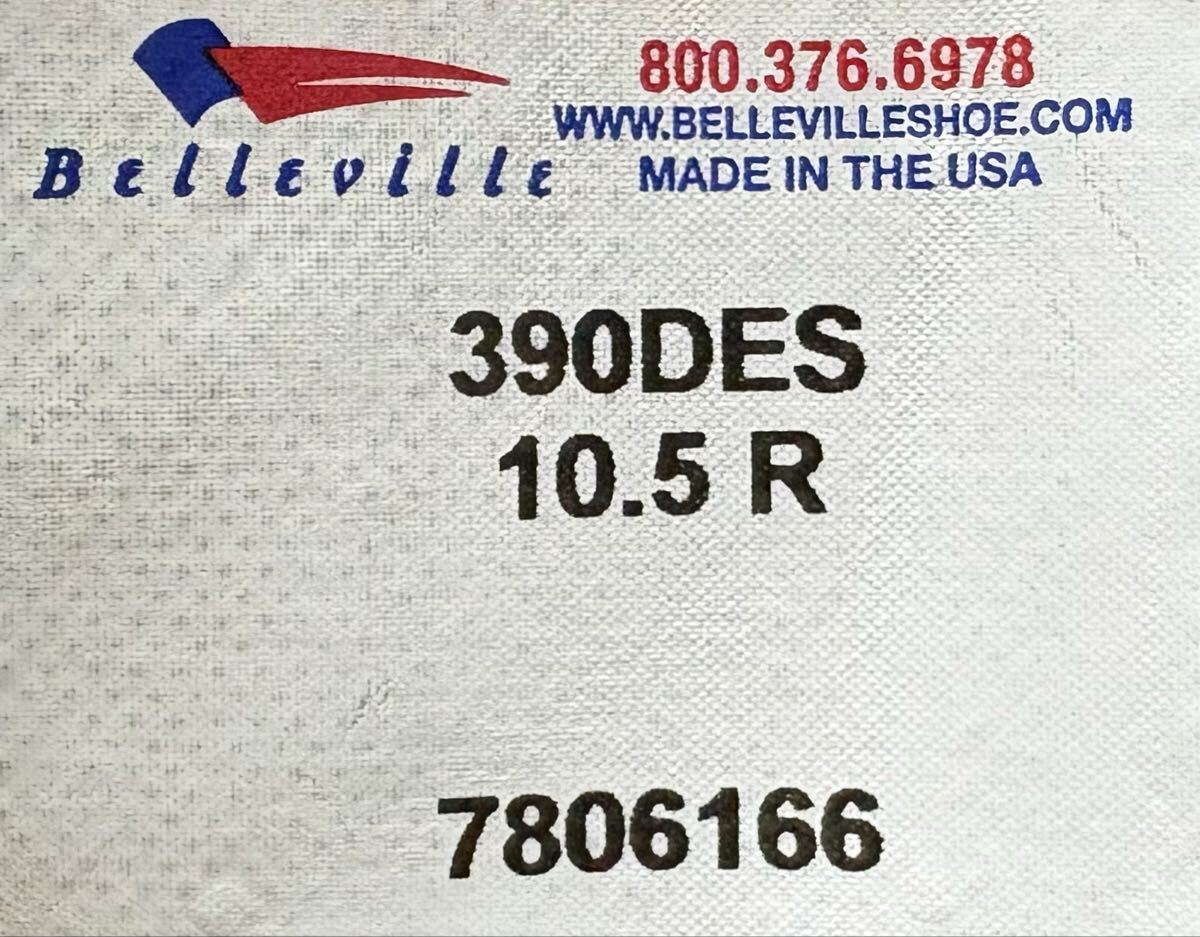 Belleville
800.376.6978
WWW.BELLEVILLESHOE.COM
MADE IN THE USA
390DES
10.5 R
7806166